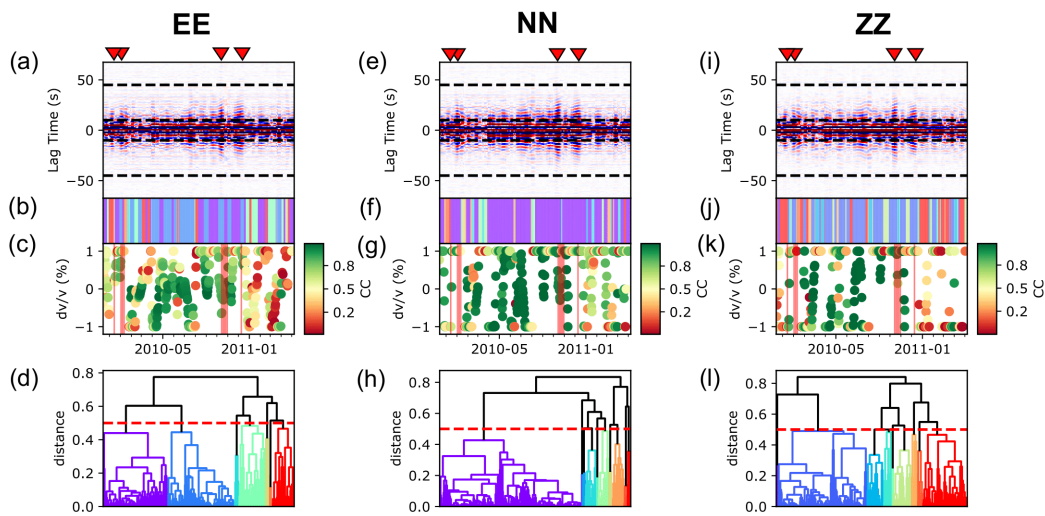 EE NN ZZ
(a) (e) (i)
Lag Time (s) 50 0 −50
Lag Time (s) 50 0 −50
Lag Time (s) 50 0 −50
(b) (f) (j)
(c) (g) (k)
dv/v (%) 1 0 −1 0.8 0.5 0.2 CC
dv/v (%) 1 0 −1 0.8 0.5 0.2 CC
dv/v (%) 1 0 −1 0.8 0.5 0.2 CC
2010-05 2011-01 2010-05 2011-01 2010-05 2011-01
(d) (h) (l)
distance 0.8 0.6 0.4 0.2 0.0
distance 0.8 0.6 0.4 0.2 0.0
distance 0.8 0.6 0.4 0.2 0.0